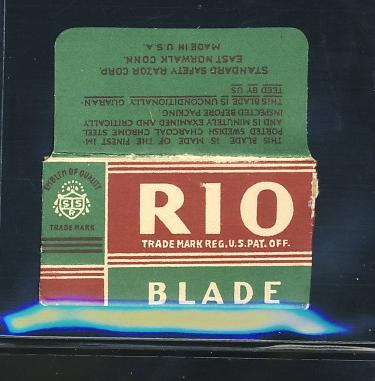 THIS BLADE IS MADE OF THE FINEST IM-
PORTED SWEDISH CHARCOAL CHROME STEEL
AND IS MINUTELY EXAMINED AND CRITICALLY
INSPECTED BEFORE PACKING.
THIS BLADE IS UNCONDITIONALLY GUARAN-
TEED BY US
STANDARD SAFETY RAZOR CORP.
EAST NORWALK CONN.
MADE IN U.S.A.
EMBLEM OF QUALITY
SSR
TRADE MARK
RIO
TRADE MARK REG. U.S. PAT. OFF.
BLADE